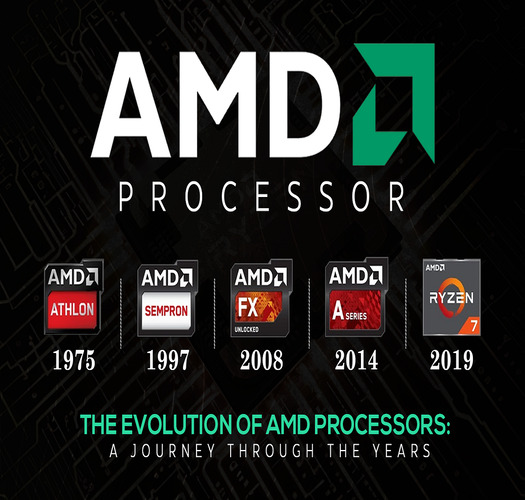 AMD
PROCESSOR
AMD
ATHLON
AMD
SEMPRON
AMD
FX
UNLOCKED
AMD
A SERIES
AMD
RYZEN
7
1975
1997
2008
2014
2019
THE EVOLUTION OF AMD PROCESSORS:
A JOURNEY THROUGH THE YEARS